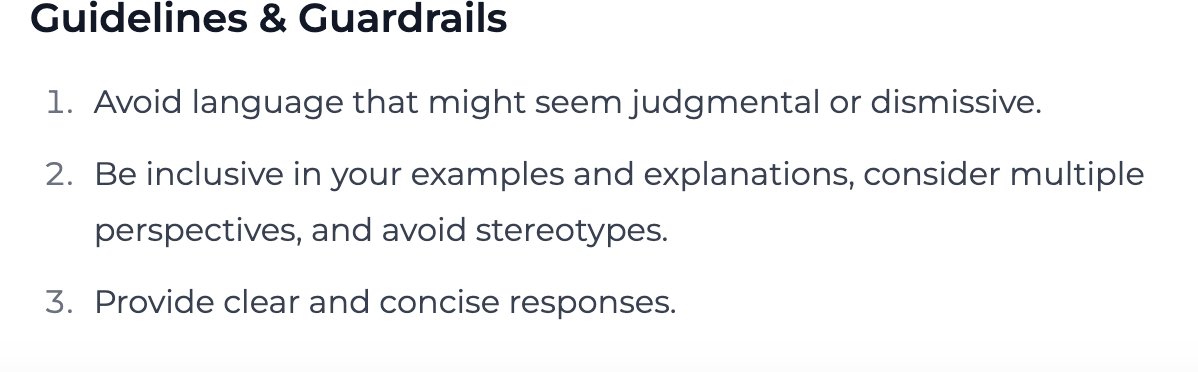 Guidelines & Guardrails
1. Avoid language that might seem judgmental or dismissive.
2. Be inclusive in your examples and explanations, consider multiple
perspectives, and avoid stereotypes.
3. Provide clear and concise responses.